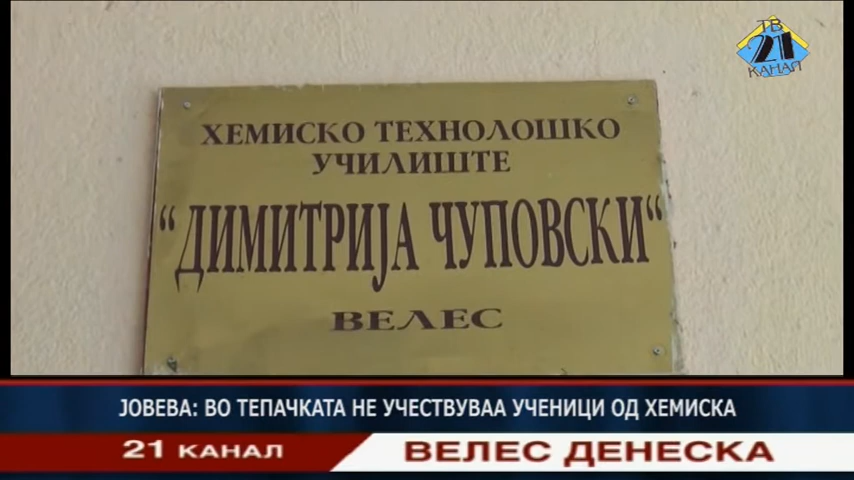 ТВ
21
КАНАЛ
ХЕМИСКО ТЕХНОЛОШКО
УЧИЛИШТЕ
“ДИМИТРИЈА ЧУПОВСКИ“
ВЕЛЕС
ЈОВЕВА: ВО ТЕПАЧКАТА НЕ УЧЕСТВУВАА УЧЕНИЦИ ОД ХЕМИСКА
21 КАНАЛ
ВЕЛЕС ДЕНЕСКА